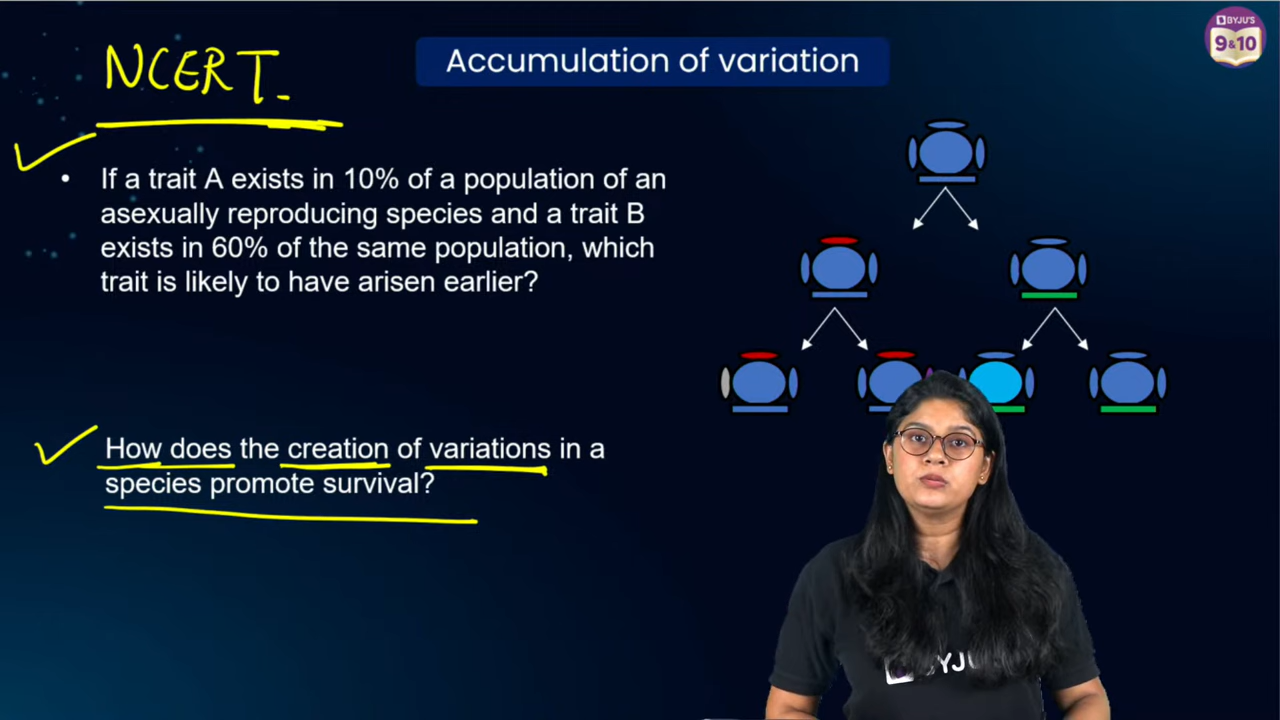 BYJU'S
9&10
NCERT
Accumulation of variation
• If a trait A exists in 10% of a population of an
asexually reproducing species and a trait B
exists in 60% of the same population, which
trait is likely to have arisen earlier?
How does the creation of variations in a
species promote survival?
BYJU'S